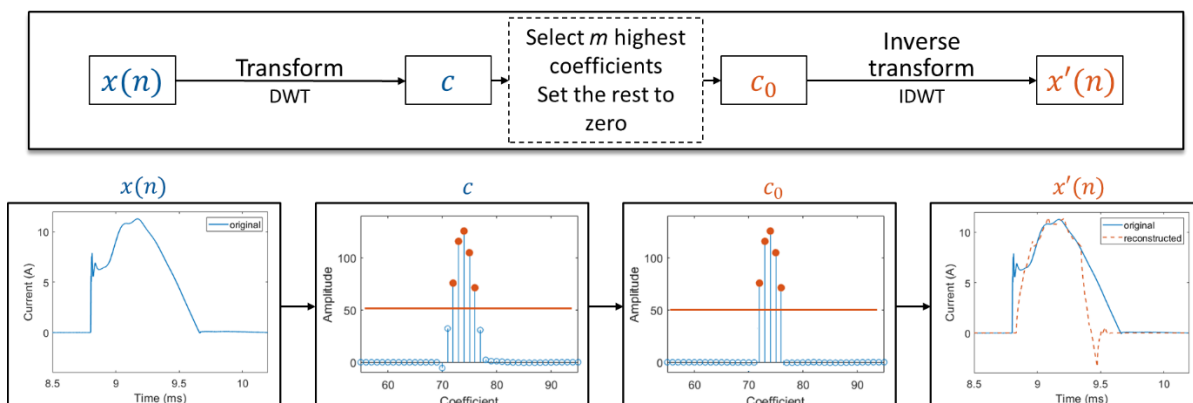 x(n)
Transform
DWT
c
Select m highest
coefficients
Set the rest to
zero
c₀
Inverse
transform
IDWT
x′(n)
x(n)
original
10
5
0
Current (A)
8.5 9 9.5 10
Time (ms)
c
100
50
0
Amplitude
60 70 80 90
Coefficient
c₀
100
50
0
Amplitude
60 70 80 90
Coefficient
x′(n)
original
reconstructed
10
5
0
Current (A)
8.5 9 9.5 10
Time (ms)